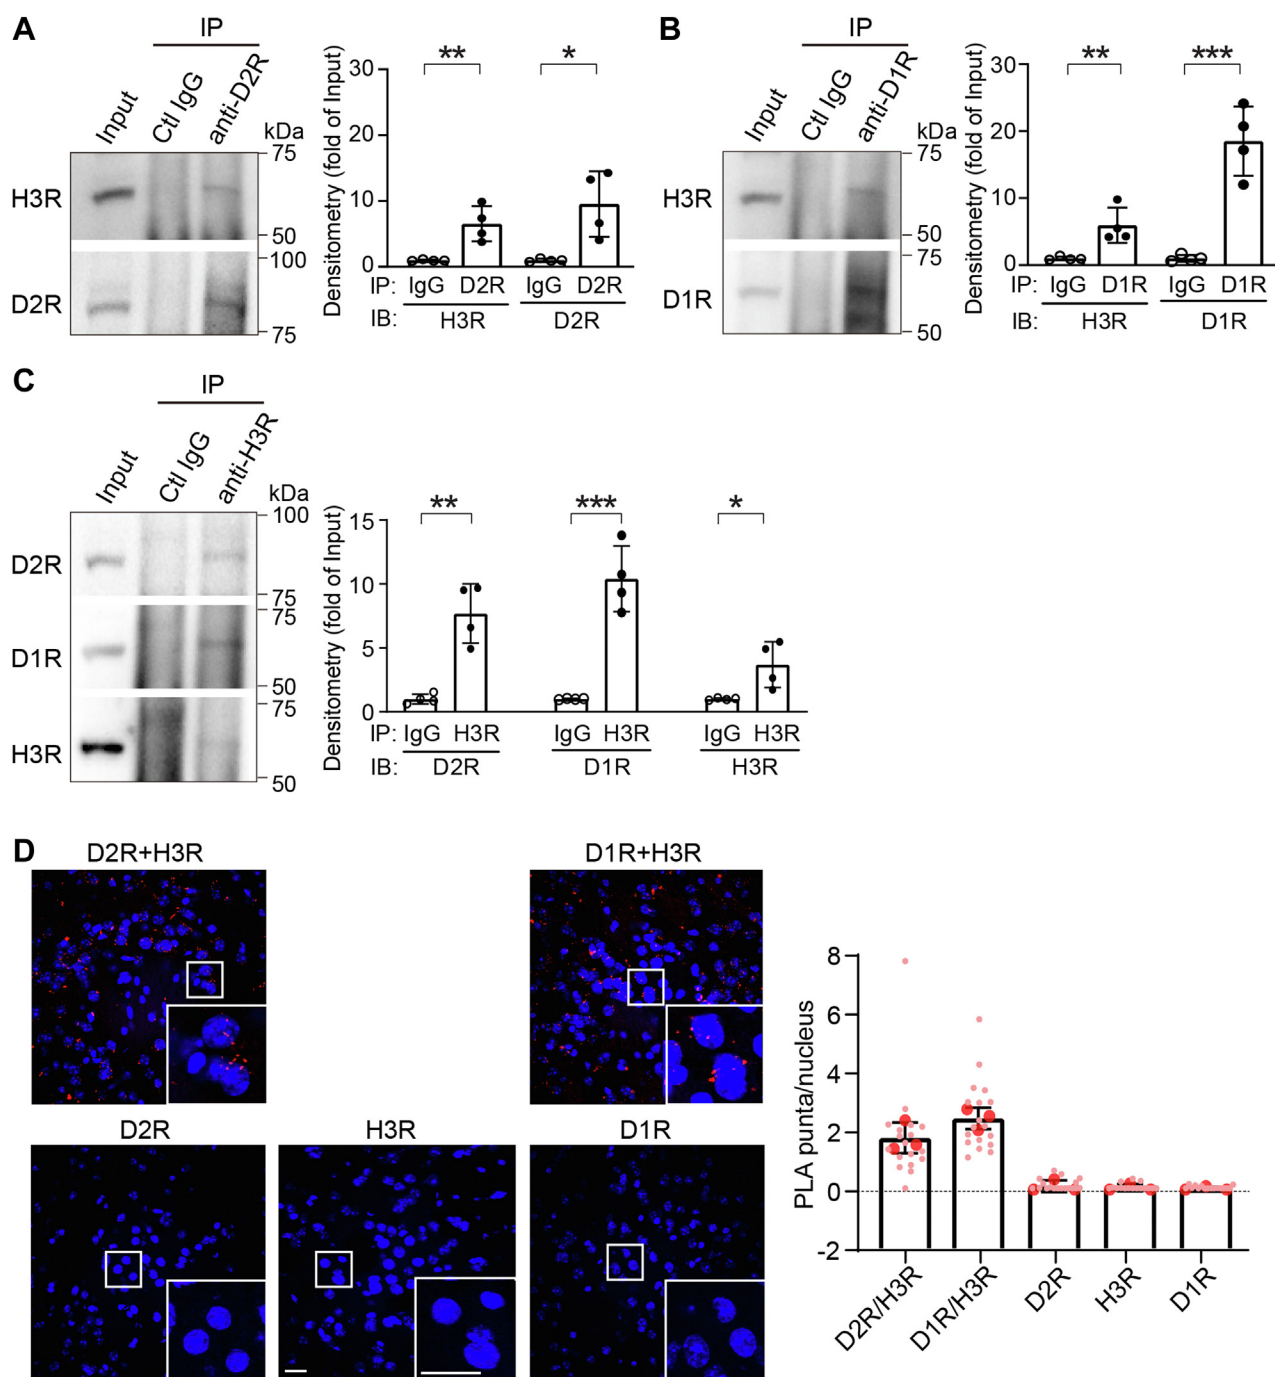 A
IP
Input
Ctl IgG
anti-D2R
kDa
75
H3R
50
100
D2R
75
Densitometry (fold of Input)
30
20
10
0
**
*
IP: IgG D2R IgG D2R
IB: H3R D2R
B
IP
Input
Ctl IgG
anti-D1R
kDa
75
H3R
50
75
D1R
50
Densitometry (fold of Input)
30
20
10
0
**
***
IP: IgG D1R IgG D1R
IB: H3R D1R
C
IP
Input
Ctl IgG
anti-H3R
kDa
100
D2R
75
75
D1R
50
75
H3R
50
Densitometry (fold of Input)
15
10
5
0
**
***
*
IP: IgG H3R IgG H3R IgG H3R
IB: D2R D1R H3R
D
D2R+H3R
D1R+H3R
D2R
H3R
D1R
PLA punta/nucleus
8
6
4
2
0
-2
D2R/H3R
D1R/H3R
D2R
H3R
D1R